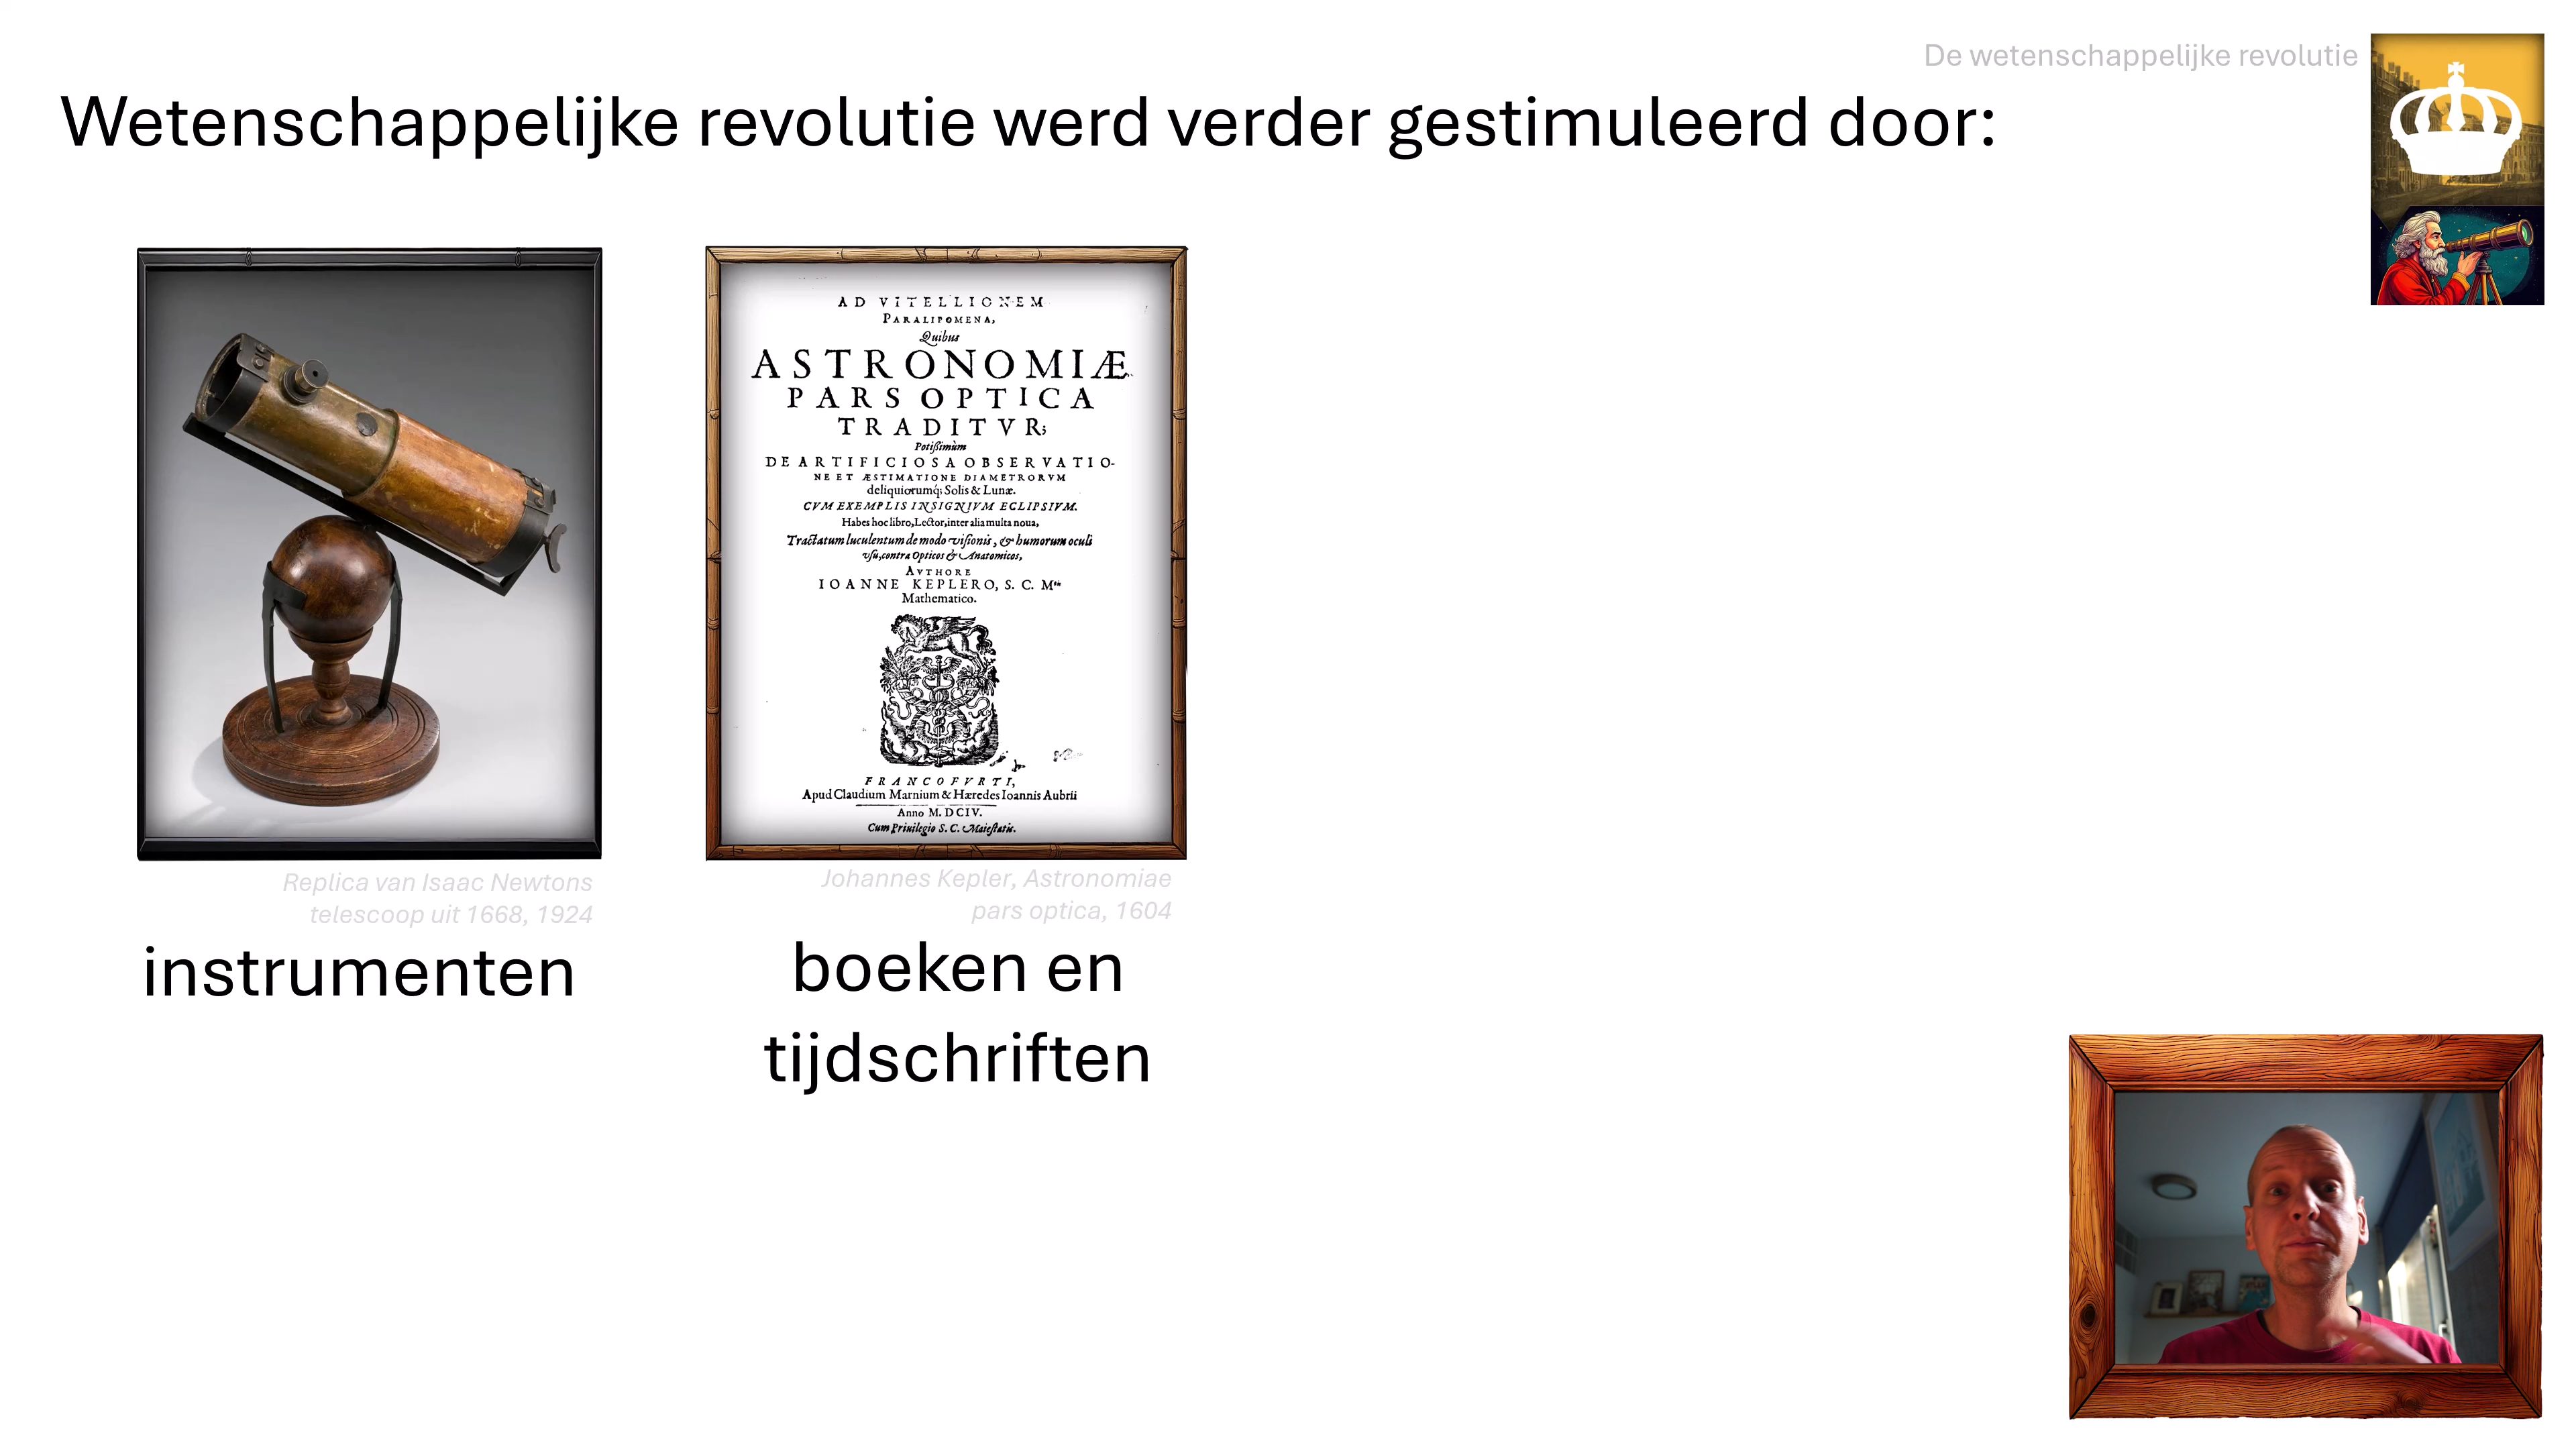 De wetenschappelijke revolutie
Wetenschappelijke revolutie werd verder gestimuleerd door:
AD VITELLIONEM
PARALIPOMENA,
Quibus
ASTRONOMIÆ
PARS OPTICA
TRADITVR;
Potißimùm
DE ARTIFICIOSA OBSERVATIO-
NE ET ÆSTIMATIONE DIAMETRORVM
deliquiorumq; Solis & Lunæ.
CVM EXEMPLIS INSIGNIVM ECLIPSIVM.
Habes hoc libro, Lector, inter alia multa noua,
Tractatum luculentum de modo visionis, & humorum oculi
vsu, contra Opticos & Anatomicos,
AVTHORE
IOANNE KEPLERO, S. C. Mtis
Mathematico.
FRANCOFVRTI,
Apud Claudium Marnium & Hæredes Ioannis Aubrii
Anno M. DCIV.
Cum Priuilegio S. C. Maiestatis.
Replica van Isaac Newtons
telescoop uit 1668, 1924
instrumenten
Johannes Kepler, Astronomiae
pars optica, 1604
boeken en
tijdschriften